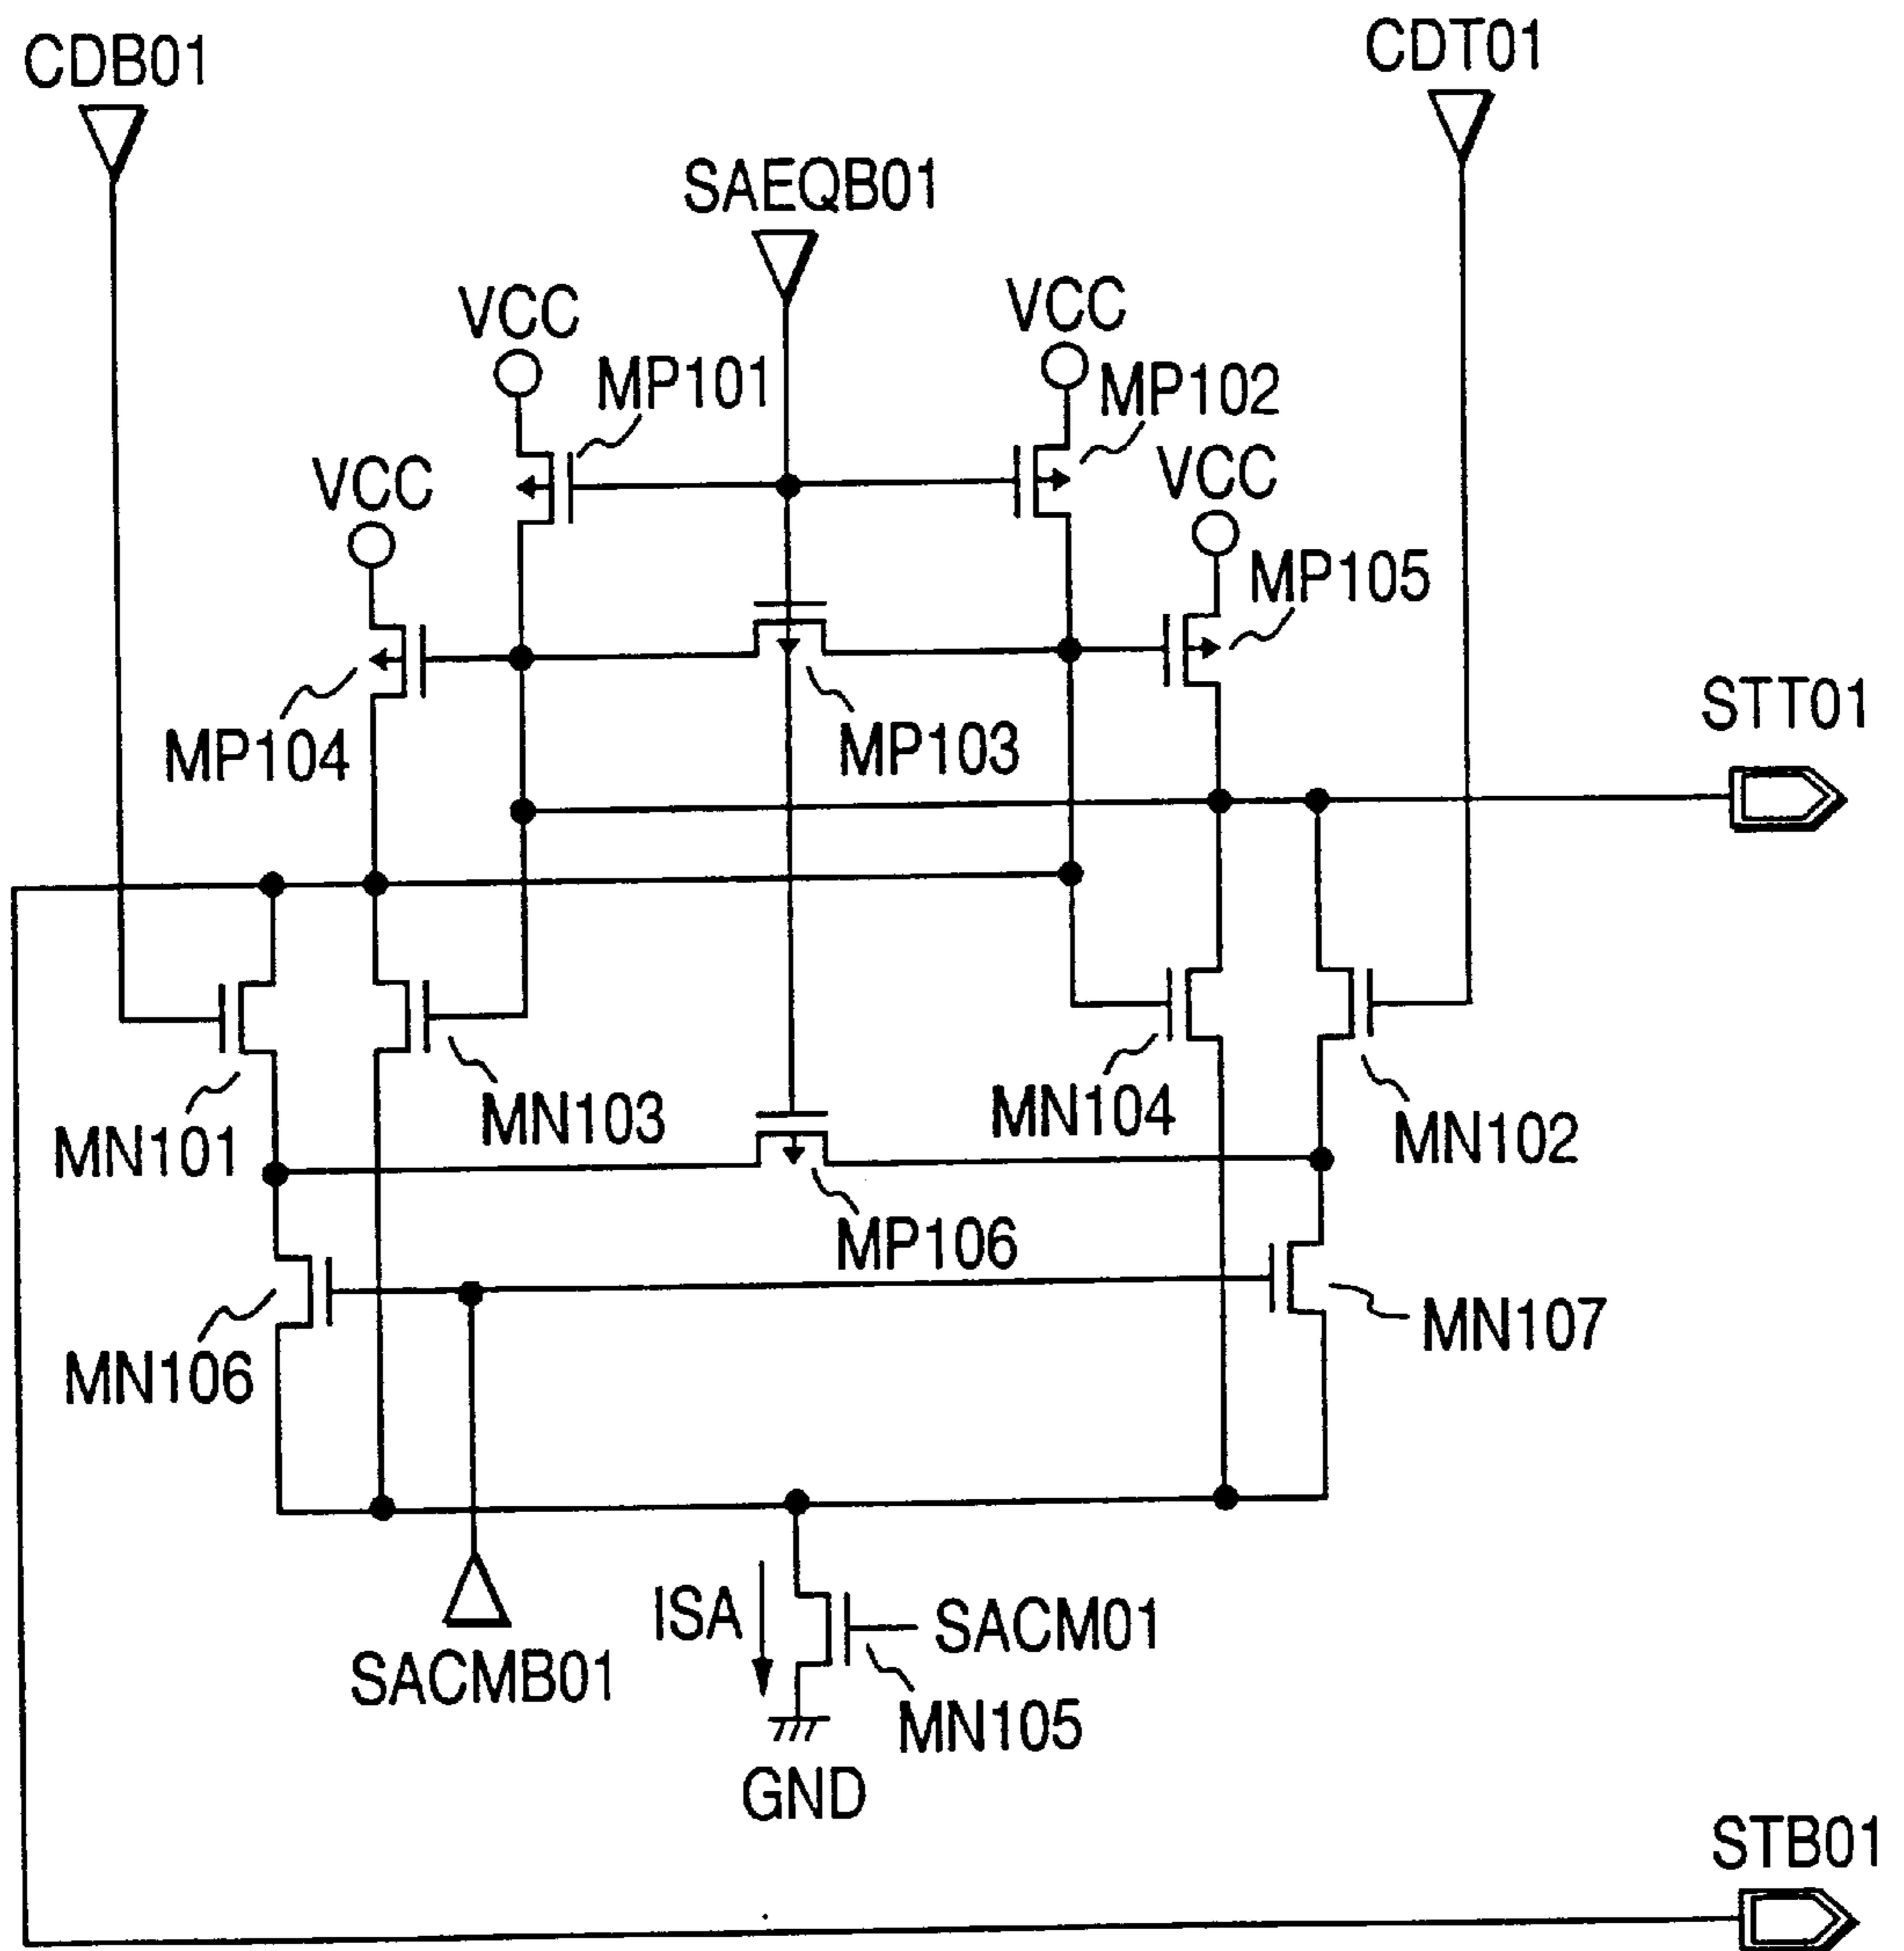 CDB01
CDT01
SAEQB01
VCC
VCC
MP101
MP102
VCC
VCC
MP105
STT01
MP104
MP103
MN101
MN103
MN104
MN102
MP106
MN106
MN107
ISA
SACM01
SACMB01
MN105
GND
STB01